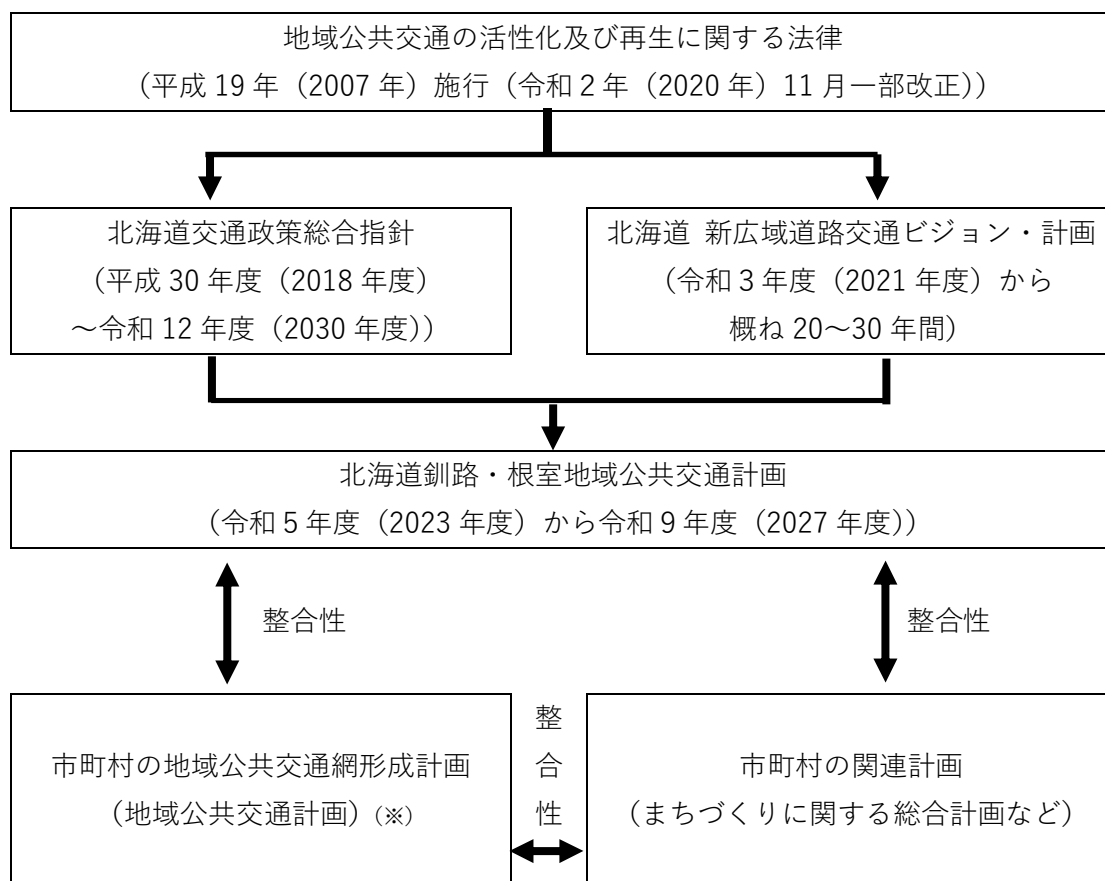 地域公共交通の活性化及び再生に関する法律
（平成 19 年（2007 年）施行（令和２年（2020 年）11 月一部改正））
北海道交通政策総合指針
（平成 30 年度（2018 年度）
～令和 12 年度（2030 年度））
北海道 新広域道路交通ビジョン・計画
（令和３年度（2021 年度）から
概ね 20～30 年間）
北海道釧路・根室地域公共交通計画
（令和５年度（2023 年度）から令和９年度（2027 年度））
整合性
整合性
市町村の地域公共交通網形成計画
（地域公共交通計画）（※）
整合性
市町村の関連計画
（まちづくりに関する総合計画など）